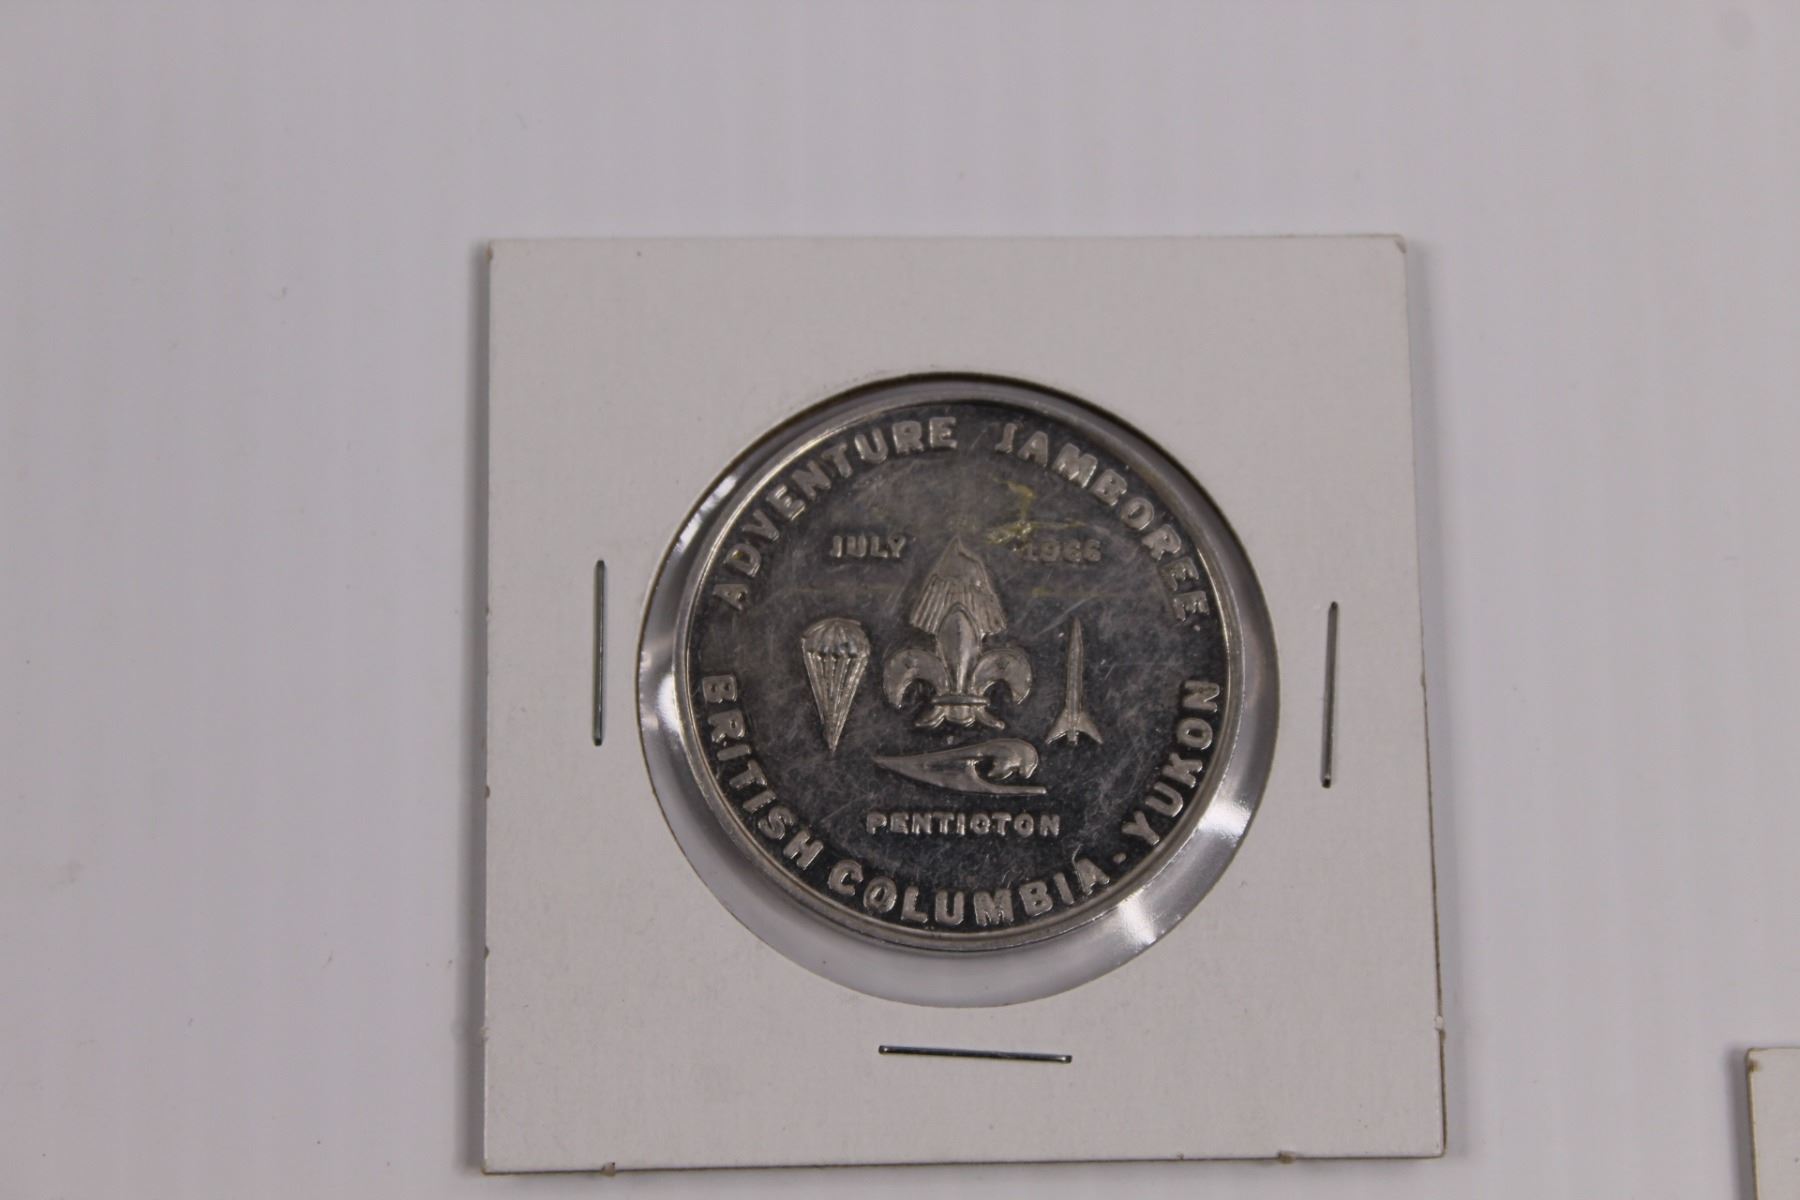 ADVENTURE JAMBOREE
JULY 1966
PENTICTON
BRITISH COLUMBIA - YUKON